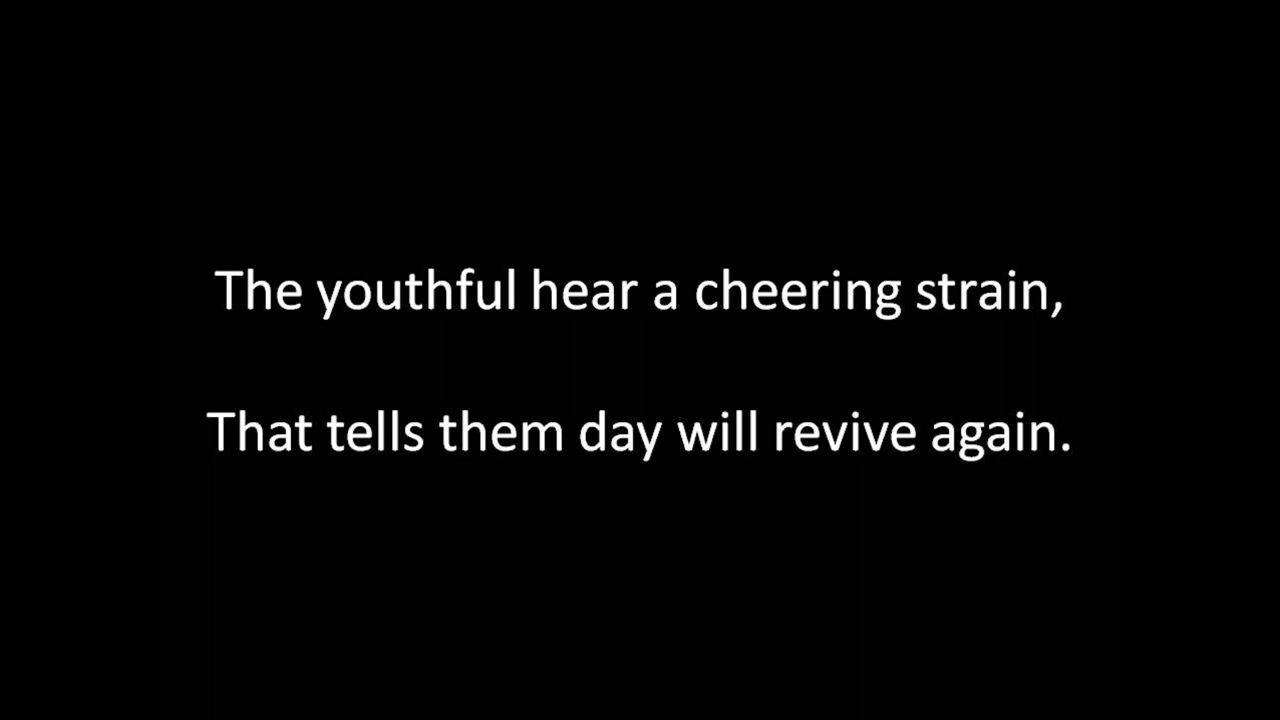 The youthful hear a cheering strain,
That tells them day will revive again.